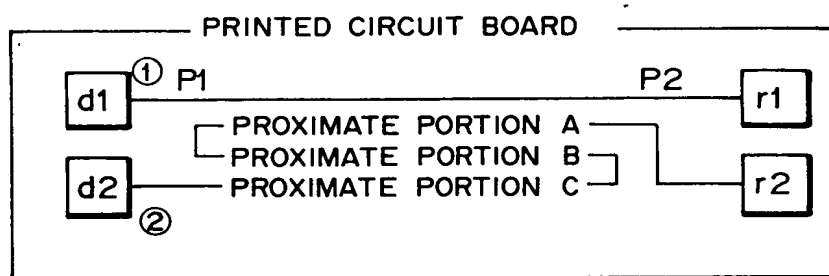 PRINTED CIRCUIT BOARD
① P1 P2
d1 r1
PROXIMATE PORTION A
PROXIMATE PORTION B
d2 PROXIMATE PORTION C r2
②